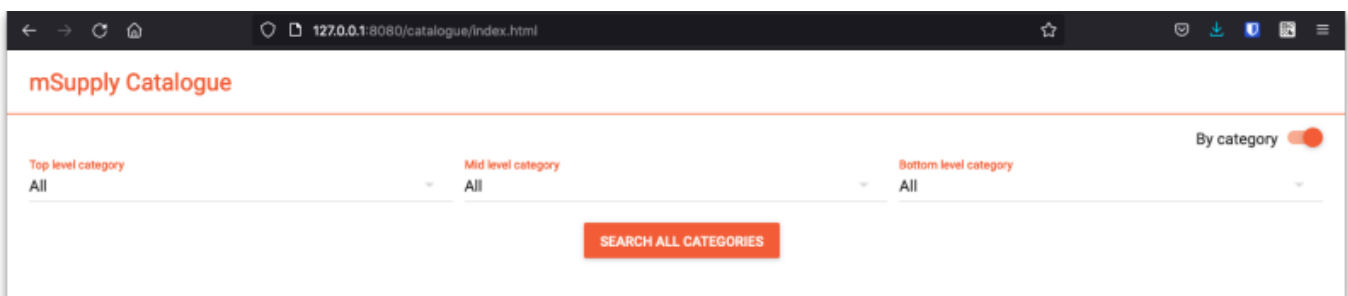 127.0.0.1:8080/catalogue/index.html
mSupply Catalogue
By category
Top level category Mid level category Bottom level category
All All All
SEARCH ALL CATEGORIES